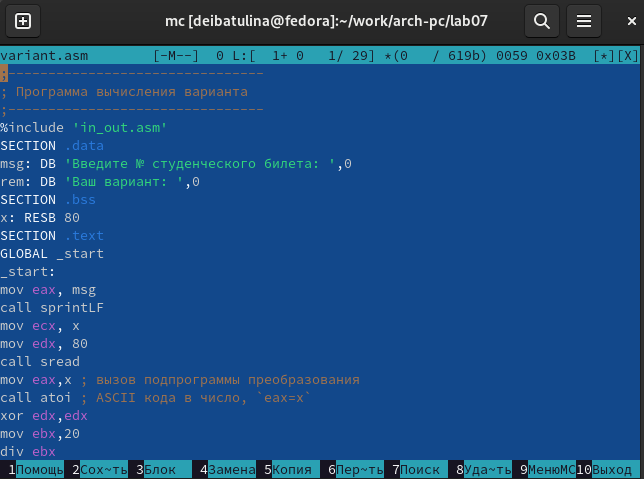 mc [deibatulina@fedora]:~/work/arch-pc/lab07
variant.asm [-M--] 0 L:[ 1+ 0 1/ 29] *(0 / 619b) 0059 0x03B [*][X]
;--------------------------------
; Программа вычисления варианта
;--------------------------------
%include 'in_out.asm'
SECTION .data
msg: DB 'Введите № студенческого билета: ',0
rem: DB 'Ваш вариант: ',0
SECTION .bss
x: RESB 80
SECTION .text
GLOBAL _start
_start:
mov eax, msg
call sprintLF
mov ecx, x
mov edx, 80
call sread
mov eax,x ; вызов подпрограммы преобразования
call atoi ; ASCII кода в число, `eax=x`
xor edx,edx
mov ebx,20
div ebx
1Помощь 2Сох~ть 3Блок 4Замена 5Копия 6Пер~ть 7Поиск 8Уда~ть 9МенюMC 10Выход